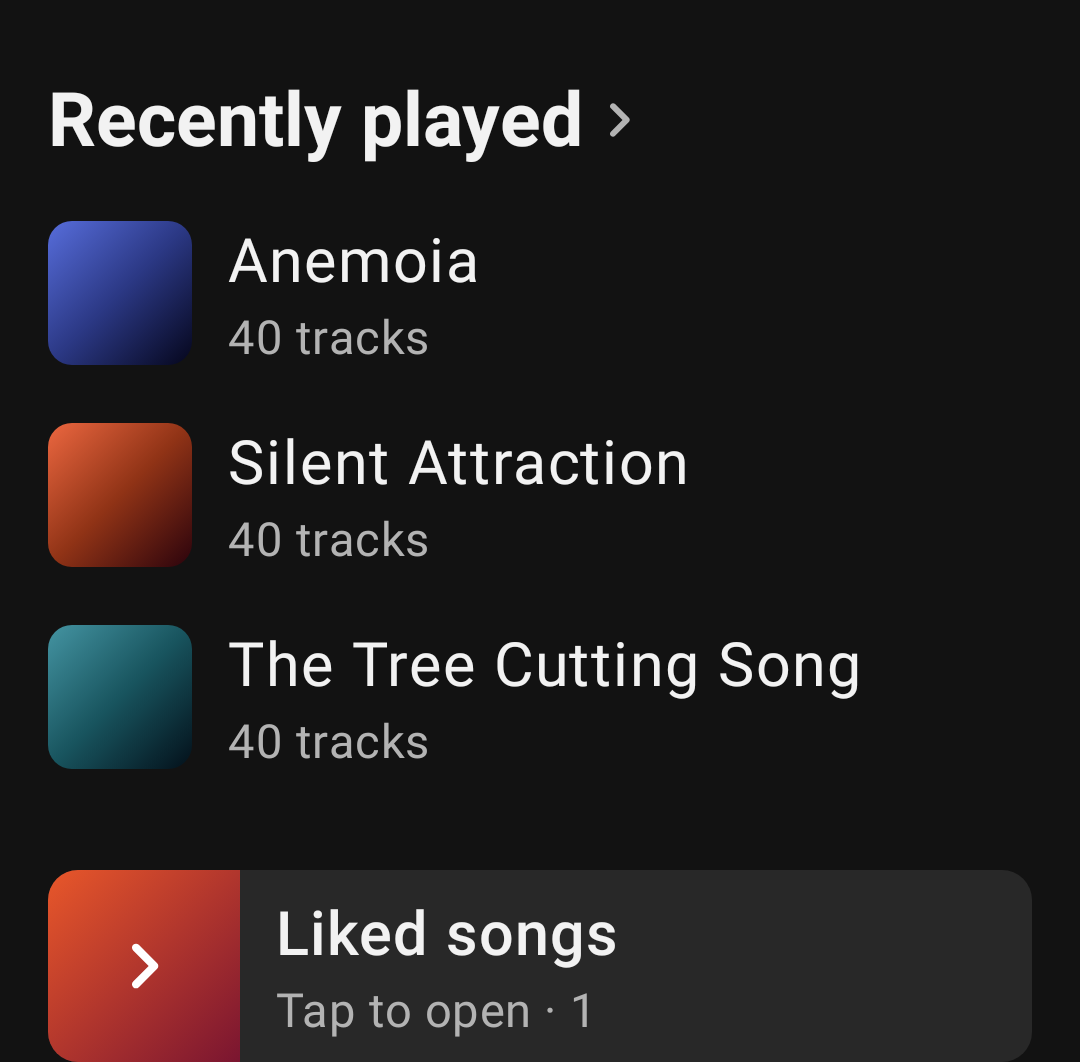 Recently played
Anemoia
40 tracks
Silent Attraction
40 tracks
The Tree Cutting Song
40 tracks
Liked songs
Tap to open · 1